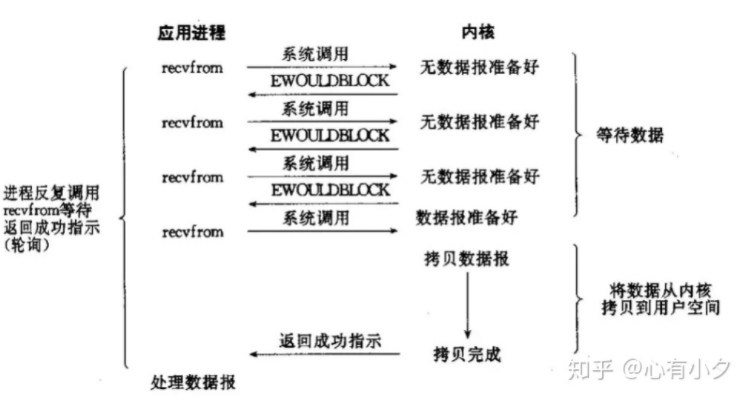 应用进程
内核
recvfrom
系统调用
无数据报准备好
EWOULDBLOCK
recvfrom
系统调用
无数据报准备好
EWOULDBLOCK
等待数据
recvfrom
系统调用
无数据报准备好
EWOULDBLOCK
进程反复调用
recvfrom等待
返回成功指示
(轮询)
recvfrom
系统调用
数据报准备好
拷贝数据报
将数据从内核
拷贝到用户空间
返回成功指示
拷贝完成
处理数据报
知乎 @心有小夕